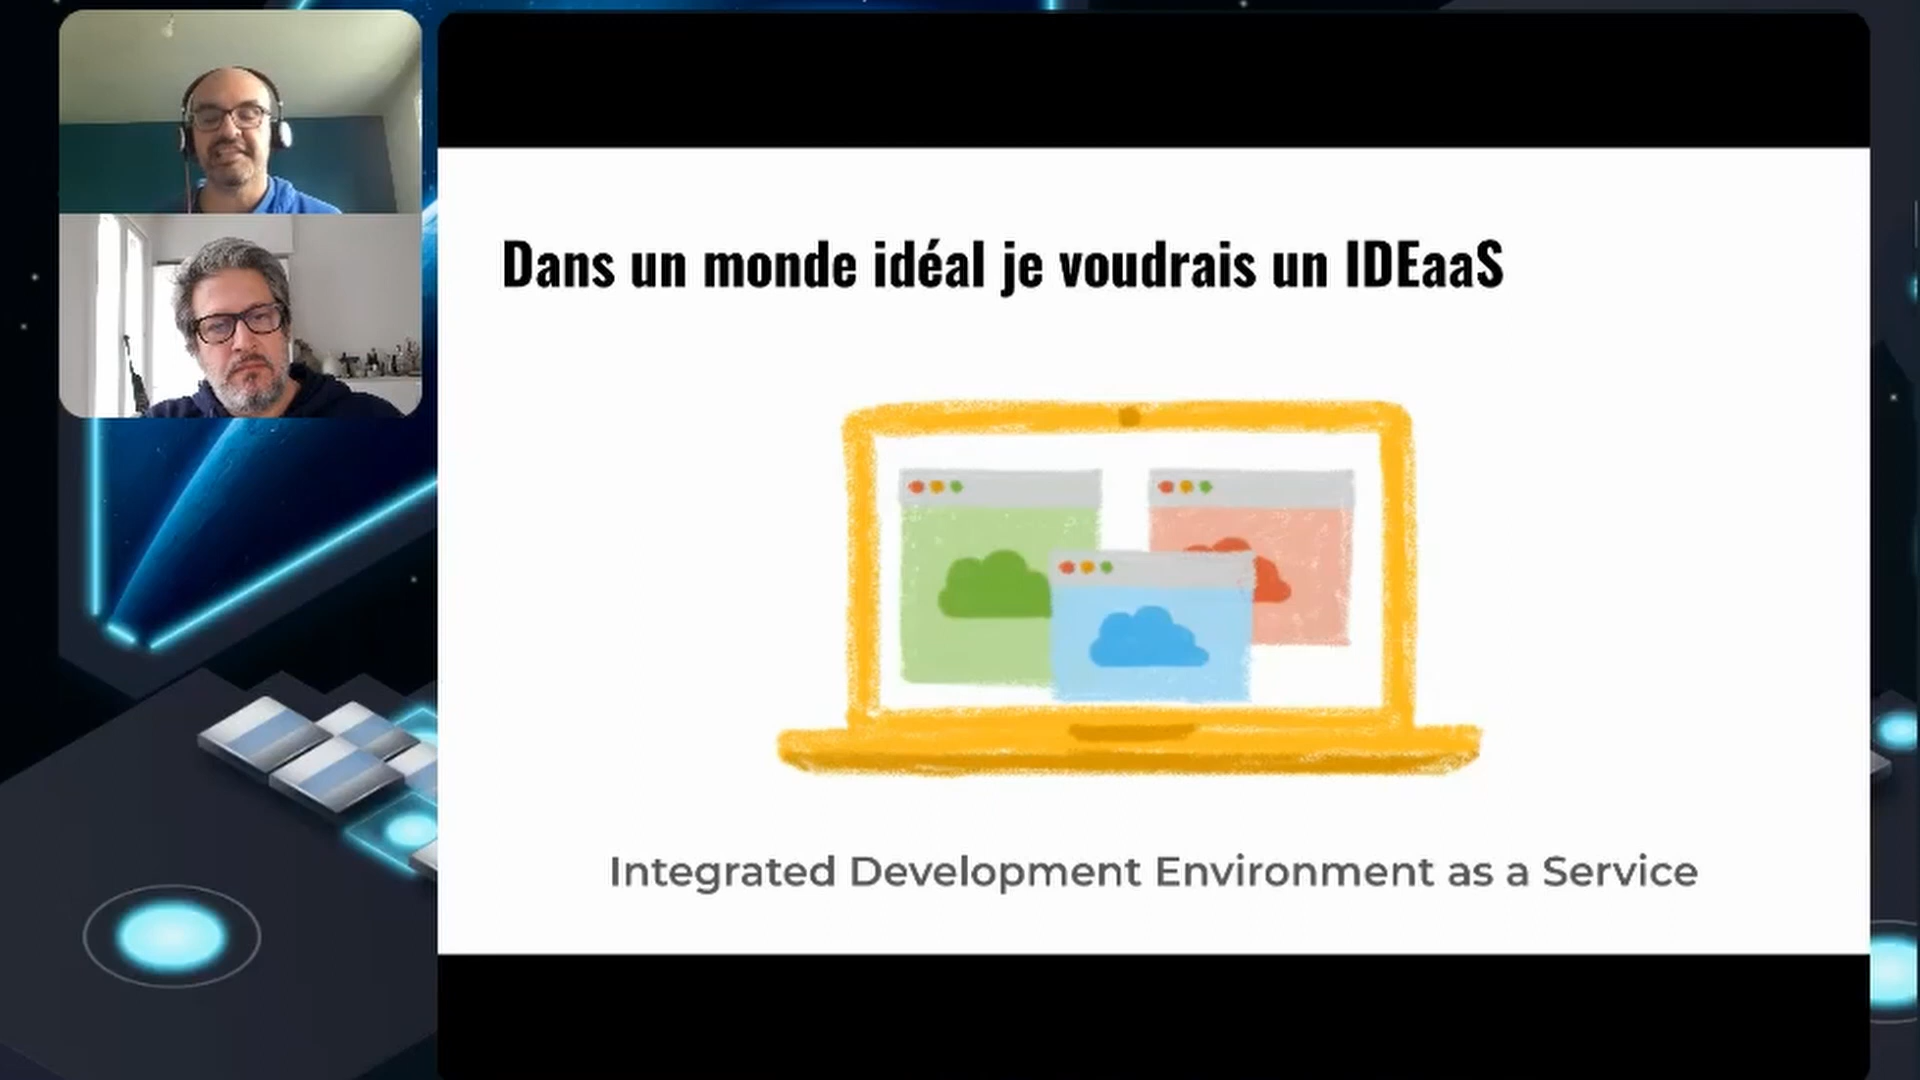 Dans un monde idéal je voudrais un IDEaaS
Integrated Development Environment as a Service